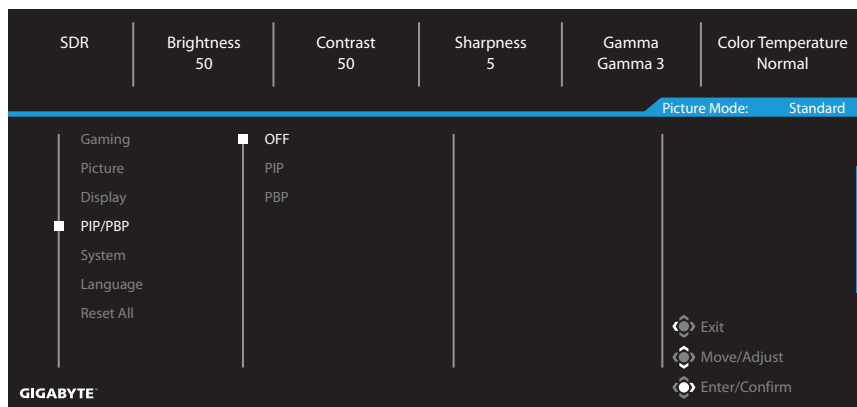 SDR
Brightness
50
Contrast
50
Sharpness
5
Gamma
Gamma 3
Color Temperature
Normal
Picture Mode: Standard
Gaming
Picture
Display
PIP/PBP
System
Language
Reset All
OFF
PIP
PBP
Exit
Move/Adjust
Enter/Confirm
GIGABYTE™